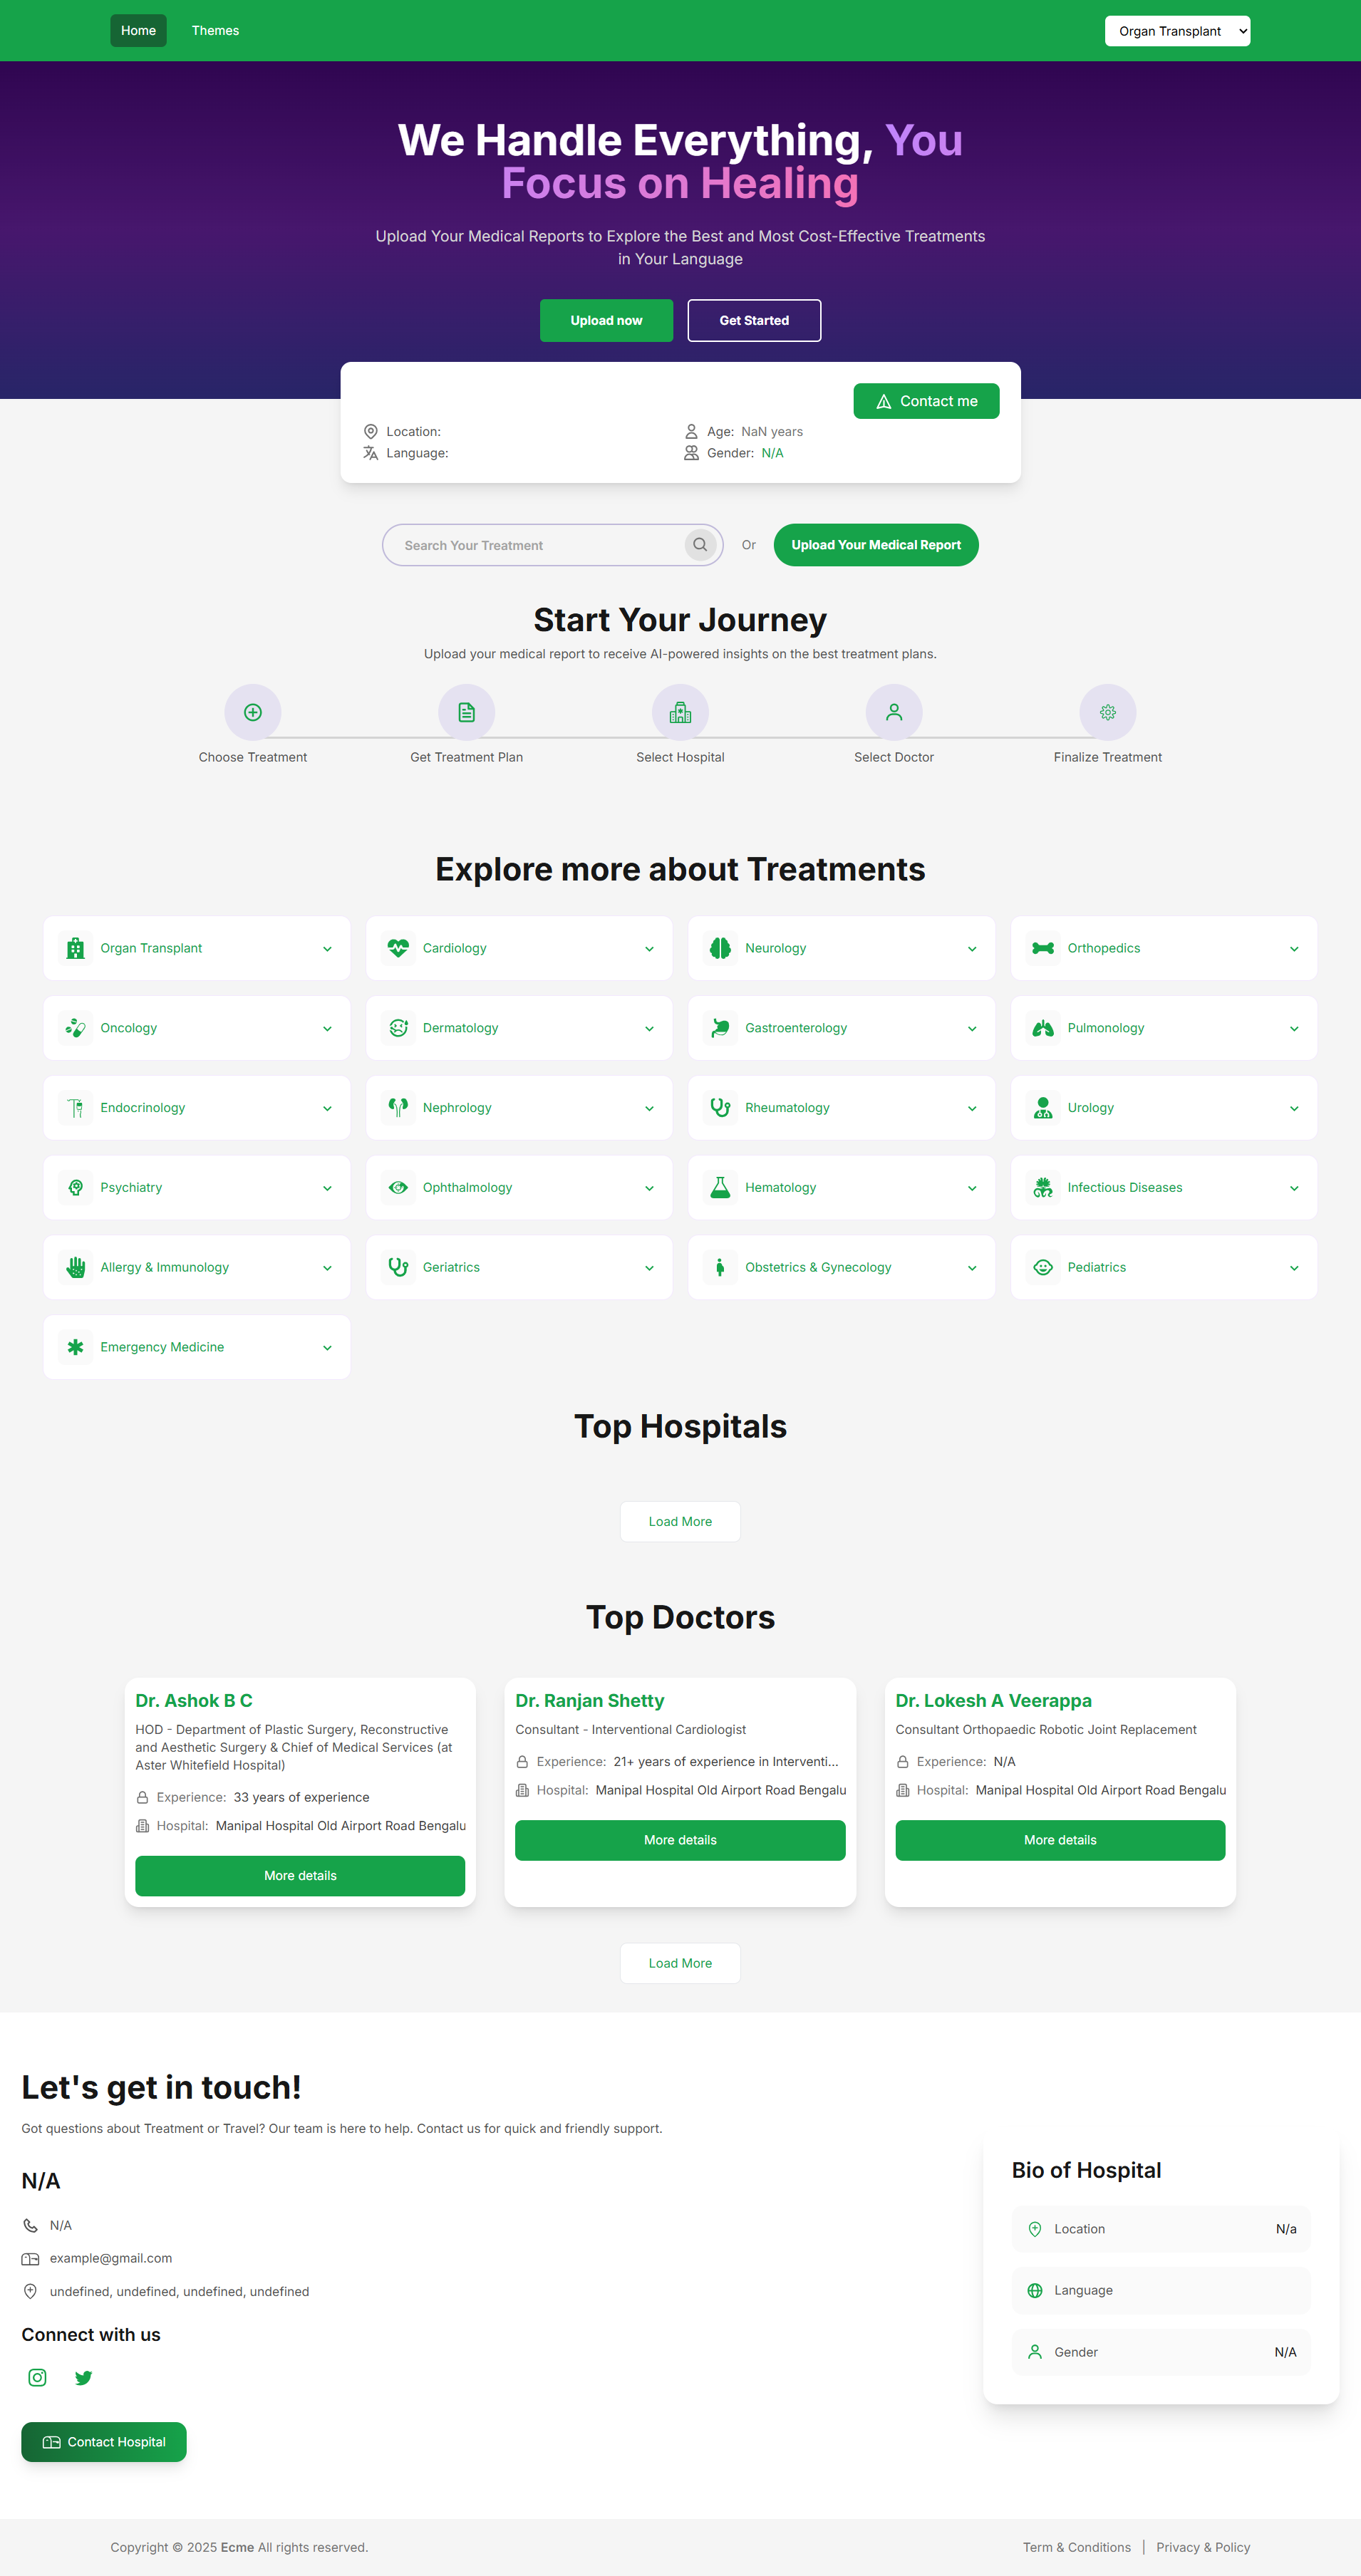 Home
Themes
Organ Transplant
We Handle Everything, You
Focus on Healing
Upload Your Medical Reports to Explore the Best and Most Cost-Effective Treatments
in Your Language
Upload now
Get Started
Contact me
Location:
Age: NaN years
Language:
Gender: N/A
Search Your Treatment
Or
Upload Your Medical Report
Start Your Journey
Upload your medical report to receive AI-powered insights on the best treatment plans.
Choose Treatment
Get Treatment Plan
Select Hospital
Select Doctor
Finalize Treatment
Explore more about Treatments
Organ Transplant
Cardiology
Neurology
Orthopedics
Oncology
Dermatology
Gastroenterology
Pulmonology
Endocrinology
Nephrology
Rheumatology
Urology
Psychiatry
Ophthalmology
Hematology
Infectious Diseases
Allergy & Immunology
Geriatrics
Obstetrics & Gynecology
Pediatrics
Emergency Medicine
Top Hospitals
Load More
Top Doctors
Dr. Ashok B C
HOD - Department of Plastic Surgery, Reconstructive
and Aesthetic Surgery & Chief of Medical Services (at
Aster Whitefield Hospital)
Experience: 33 years of experience
Hospital: Manipal Hospital Old Airport Road Bengalu
More details
Dr. Ranjan Shetty
Consultant - Interventional Cardiologist
Experience: 21+ years of experience in Interventi...
Hospital: Manipal Hospital Old Airport Road Bengalu
More details
Dr. Lokesh A Veerappa
Consultant Orthopaedic Robotic Joint Replacement
Experience: N/A
Hospital: Manipal Hospital Old Airport Road Bengalu
More details
Load More
Let's get in touch!
Got questions about Treatment or Travel? Our team is here to help. Contact us for quick and friendly support.
N/A
N/A
example@gmail.com
undefined, undefined, undefined, undefined
Connect with us
Contact Hospital
Bio of Hospital
Location N/a
Language
Gender N/A
Copyright © 2025 Ecme All rights reserved.
Term & Conditions | Privacy & Policy